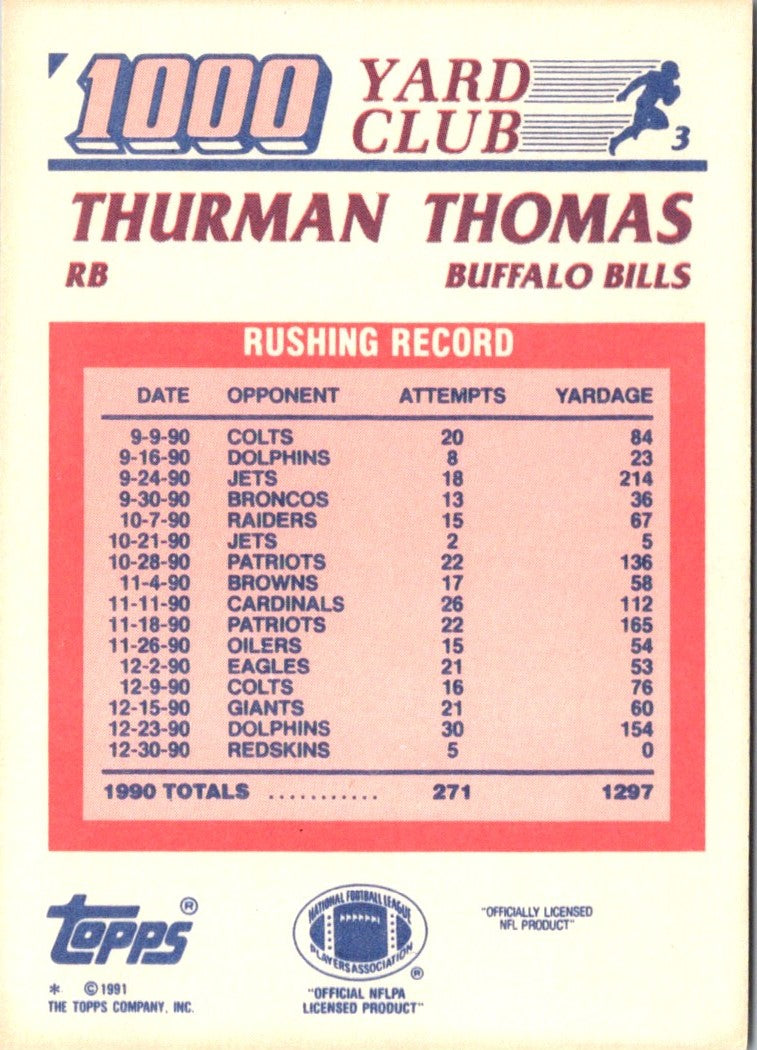 1000 YARD CLUB 3
THURMAN THOMAS
RB BUFFALO BILLS
RUSHING RECORD
DATE OPPONENT ATTEMPTS YARDAGE
9-9-90 COLTS 20 84
9-16-90 DOLPHINS 8 23
9-24-90 JETS 18 214
9-30-90 BRONCOS 13 36
10-7-90 RAIDERS 15 67
10-21-90 JETS 2 5
10-28-90 PATRIOTS 22 136
11-4-90 BROWNS 17 58
11-11-90 CARDINALS 26 112
11-18-90 PATRIOTS 22 165
11-26-90 OILERS 15 54
12-2-90 EAGLES 21 53
12-9-90 COLTS 16 76
12-15-90 GIANTS 21 60
12-23-90 DOLPHINS 30 154
12-30-90 REDSKINS 5 0
1990 TOTALS ........... 271 1297
Topps®
* ©1991
THE TOPPS COMPANY, INC.
NATIONAL FOOTBALL LEAGUE
PLAYERS ASSOCIATION ®
"OFFICIAL NFLPA
LICENSED PRODUCT"
"OFFICIALLY LICENSED
NFL PRODUCT"